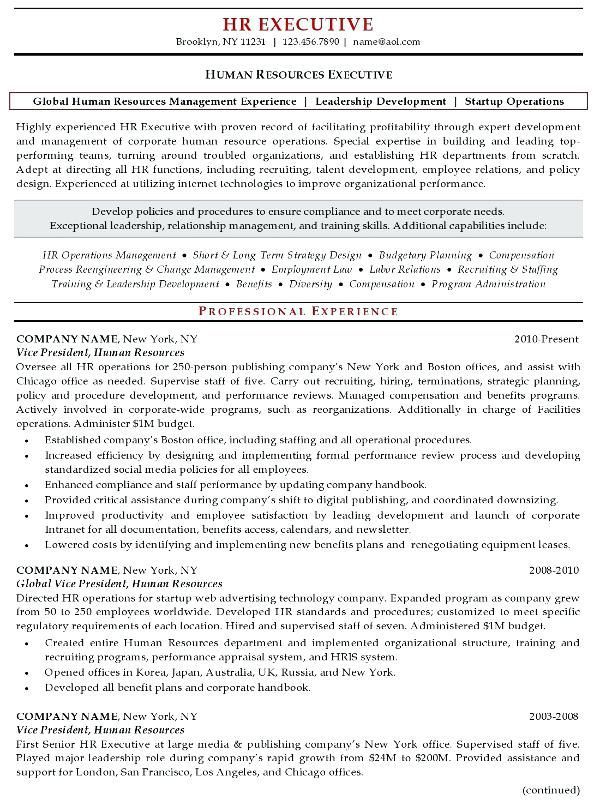 HR EXECUTIVE
Brooklyn, NY 11231 | 123.456.7890 | name@aol.com
HUMAN RESOURCES EXECUTIVE
Global Human Resources Management Experience | Leadership Development | Startup Operations
Highly experienced HR Executive with proven record of facilitating profitability through expert development
and management of corporate human resource operations. Special expertise in building and leading top-
performing teams, turning around troubled organizations, and establishing HR departments from scratch.
Adept at directing all HR functions, including recruiting, talent development, employee relations, and policy
design. Experienced at utilizing internet technologies to improve organizational performance.
Develop policies and procedures to ensure compliance and to meet corporate needs.
Exceptional leadership, relationship management, and training skills. Additional capabilities include:
HR Operations Management • Short & Long Term Strategy Design • Budgetary Planning • Compensation
Process Reengineering & Change Management • Employment Law • Labor Relations • Recruiting & Staffing
Training & Leadership Development • Benefits • Diversity • Compensation • Program Administration
PROFESSIONAL EXPERIENCE
COMPANY NAME, New York, NY 2010-Present
Vice President, Human Resources
Oversee all HR operations for 250-person publishing company's New York and Boston offices, and assist with
Chicago office as needed. Supervise staff of five. Carry out recruiting, hiring, terminations, strategic planning,
policy and procedure development, and performance reviews. Managed compensation and benefits programs.
Actively involved in corporate-wide programs, such as reorganizations. Additionally in charge of Facilities
operations. Administer $1M budget.
• Established company's Boston office, including staffing and all operational procedures.
• Increased efficiency by designing and implementing formal performance review process and developing
standardized social media policies for all employees.
• Enhanced compliance and staff performance by updating company handbook.
• Provided critical assistance during company's shift to digital publishing, and coordinated downsizing.
• Improved productivity and employee satisfaction by leading development and launch of corporate
Intranet for all documentation, benefits access, calendars, and newsletter.
• Lowered costs by identifying and implementing new benefits plans and renegotiating equipment leases.
COMPANY NAME, New York, NY 2008-2010
Global Vice President, Human Resources
Directed HR operations for startup web advertising technology company. Expanded program as company grew
from 50 to 250 employees worldwide. Developed HR standards and procedures; customized to meet specific
regulatory requirements of each location. Hired and supervised staff of seven. Administered $1M budget.
• Created entire Human Resources department and implemented organizational structure, training and
recruiting programs, performance appraisal system, and HRIS system.
• Opened offices in Korea, Japan, Australia, UK, Russia, and New York.
• Developed all benefit plans and corporate handbook.
COMPANY NAME, New York, NY 2003-2008
Vice President, Human Resources
First Senior HR Executive at large media & publishing company's New York office. Supervised staff of five.
Played major leadership role during company's rapid growth from $24M to $200M. Provided assistance and
support for London, San Francisco, Los Angeles, and Chicago offices.
(continued)